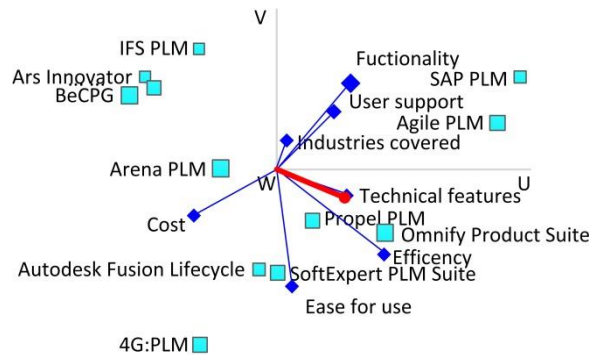 V
IFS PLM
Fuctionality
Ars Innovator
SAP PLM
BeCPG
User support
Agile PLM
Industries covered
Arena PLM
W
U
Technical features
Cost
Propel PLM
Omnify Product Suite
Efficency
Autodesk Fusion Lifecycle
SoftExpert PLM Suite
Ease for use
4G:PLM